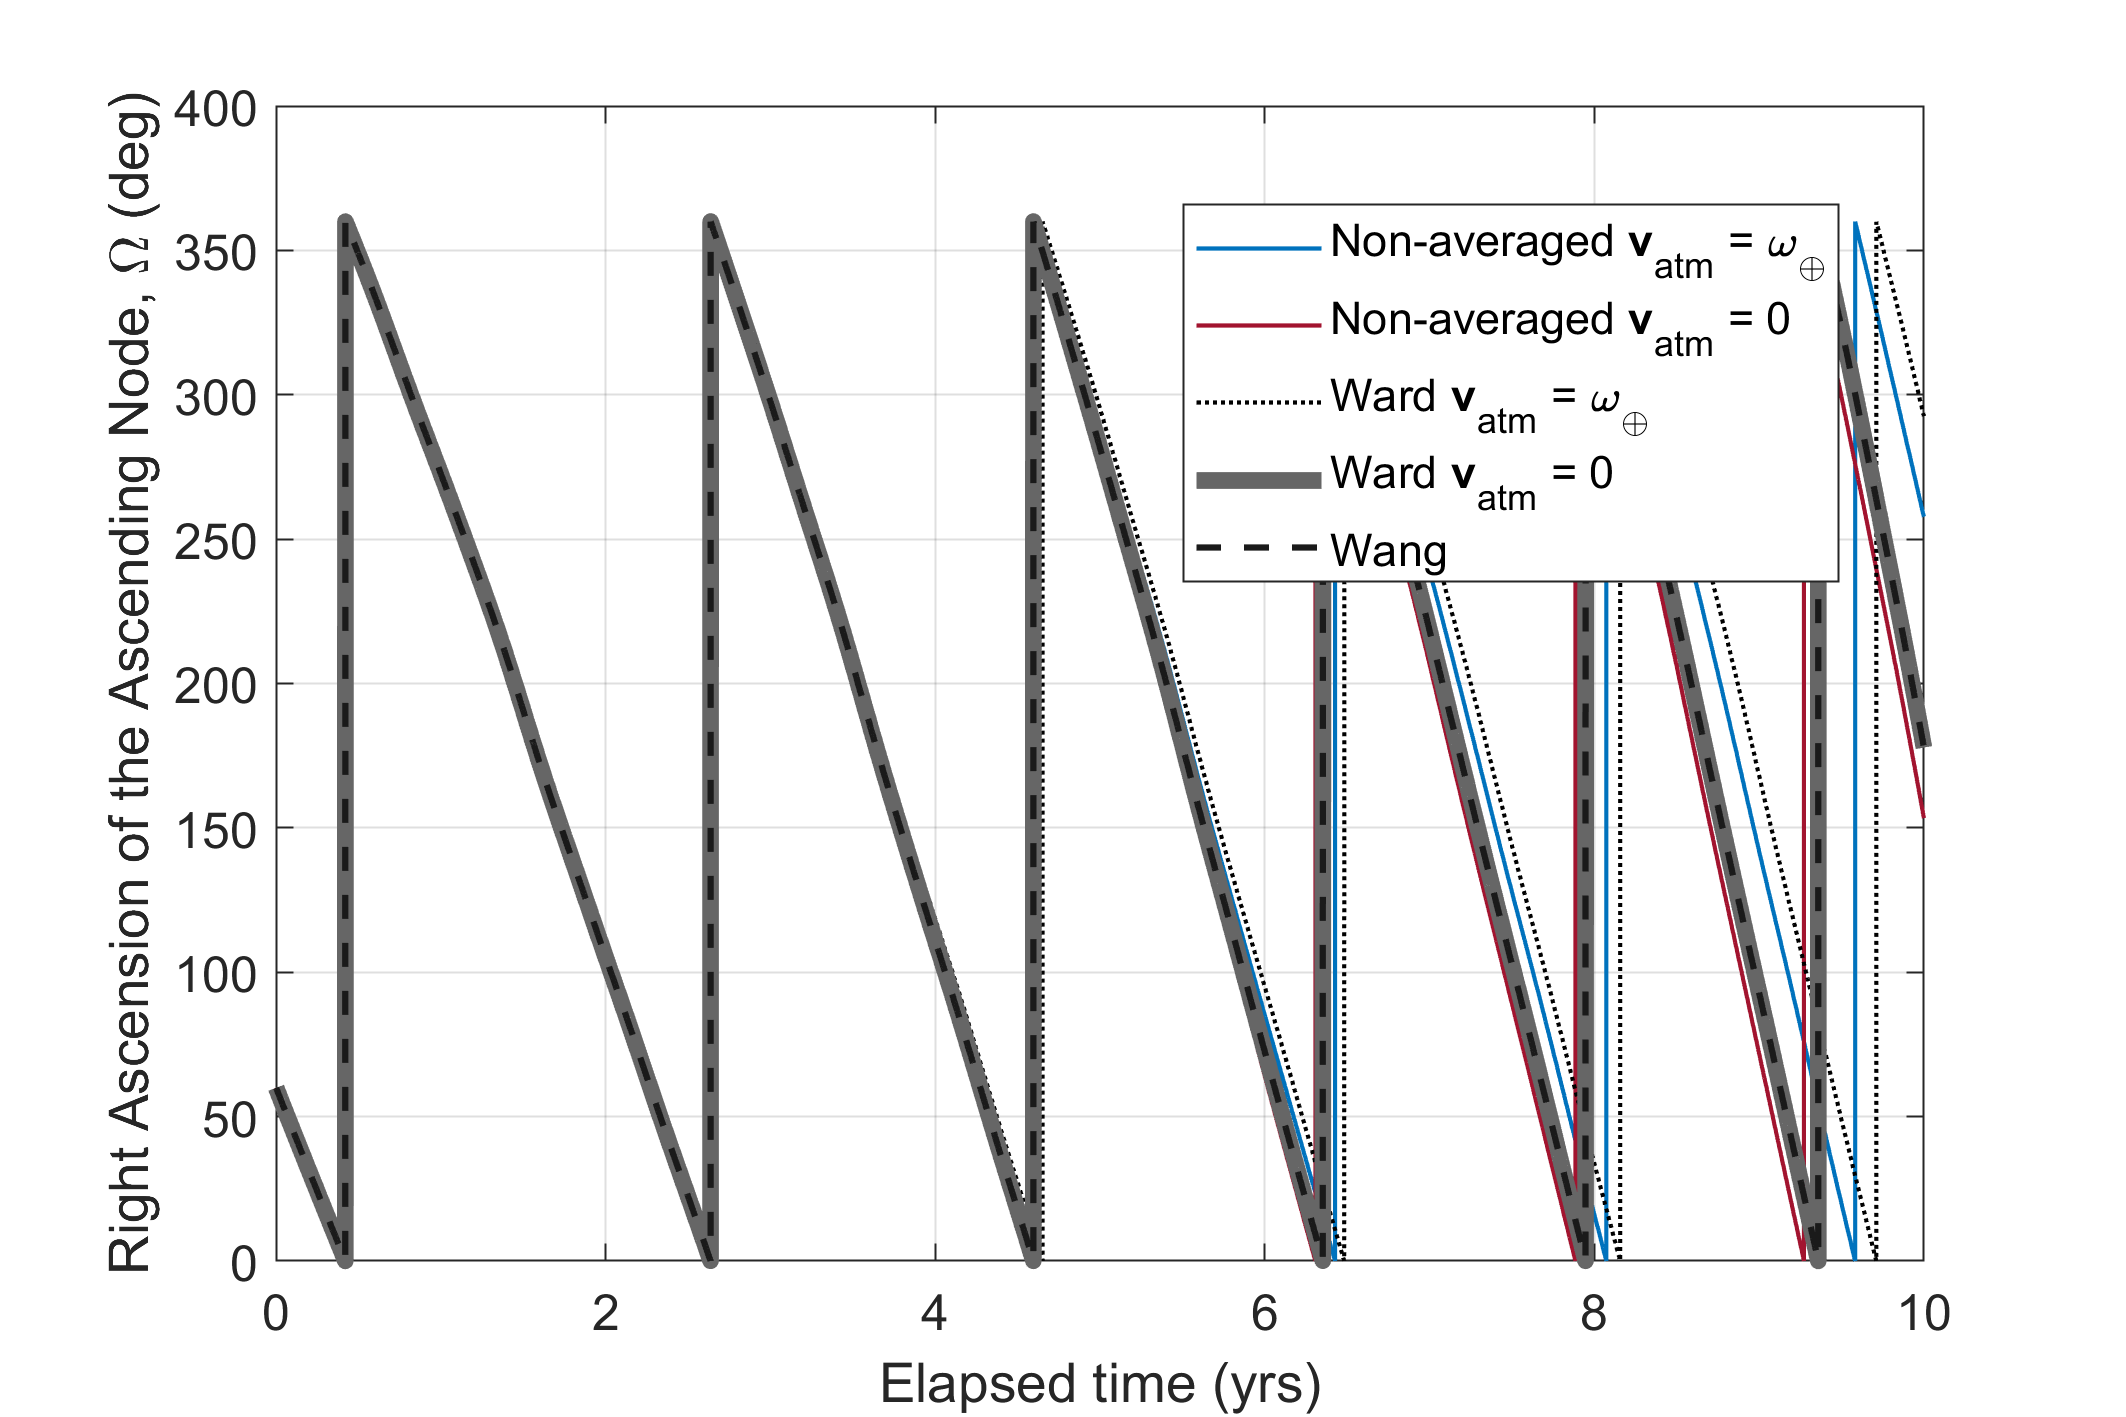 400
350
300
250
200
150
100
50
0
Right Ascension of the Ascending Node, Ω (deg)
Non-averaged v_atm = ω_⊕
Non-averaged v_atm = 0
Ward v_atm = ω_⊕
Ward v_atm = 0
Wang
0 2 4 6 8 10
Elapsed time (yrs)